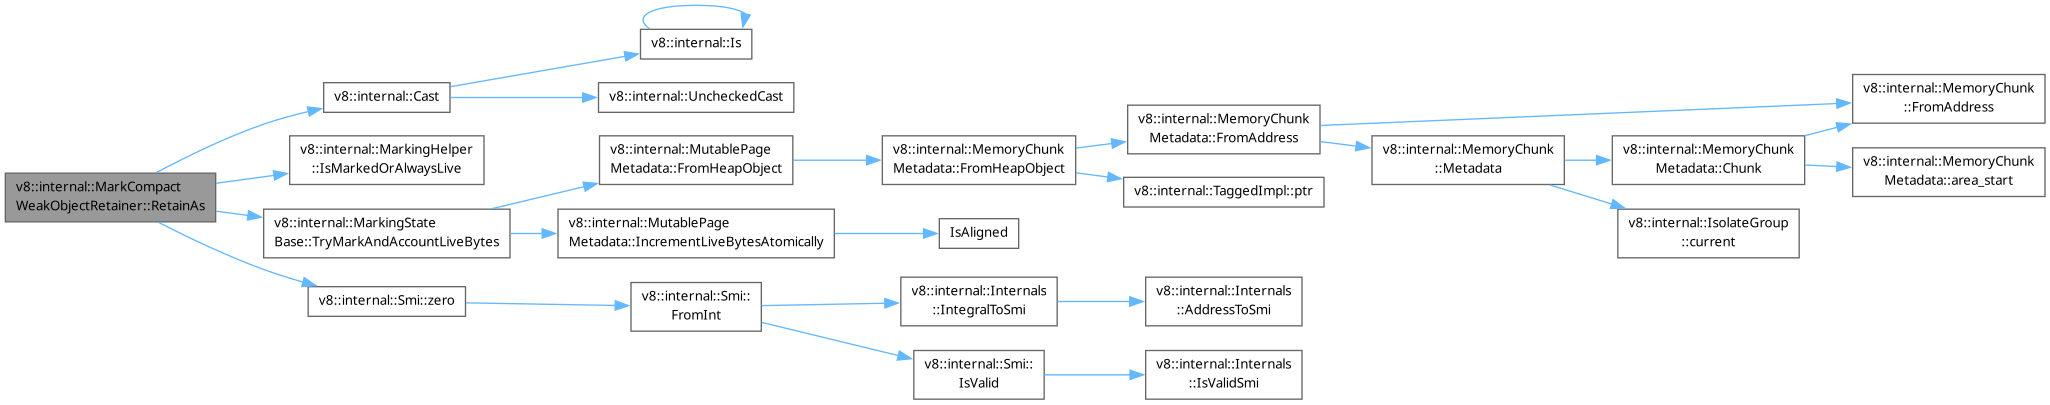 v8::internal::MarkCompact
WeakObjectRetainer::RetainAs
v8::internal::Cast
v8::internal::Is
v8::internal::UncheckedCast
v8::internal::MarkingHelper
::IsMarkedOrAlwaysLive
v8::internal::MarkingState
Base::TryMarkAndAccountLiveBytes
v8::internal::MutablePage
Metadata::FromHeapObject
v8::internal::MemoryChunk
Metadata::FromHeapObject
v8::internal::MemoryChunk
Metadata::FromAddress
v8::internal::MemoryChunk
::FromAddress
v8::internal::MemoryChunk
::Metadata
v8::internal::MemoryChunk
Metadata::Chunk
v8::internal::MemoryChunk
Metadata::area_start
v8::internal::IsolateGroup
::current
v8::internal::TaggedImpl::ptr
v8::internal::MutablePage
Metadata::IncrementLiveBytesAtomically
IsAligned
v8::internal::Smi::zero
v8::internal::Smi::
FromInt
v8::internal::Internals
::IntegralToSmi
v8::internal::Internals
::AddressToSmi
v8::internal::Smi::
IsValid
v8::internal::Internals
::IsValidSmi